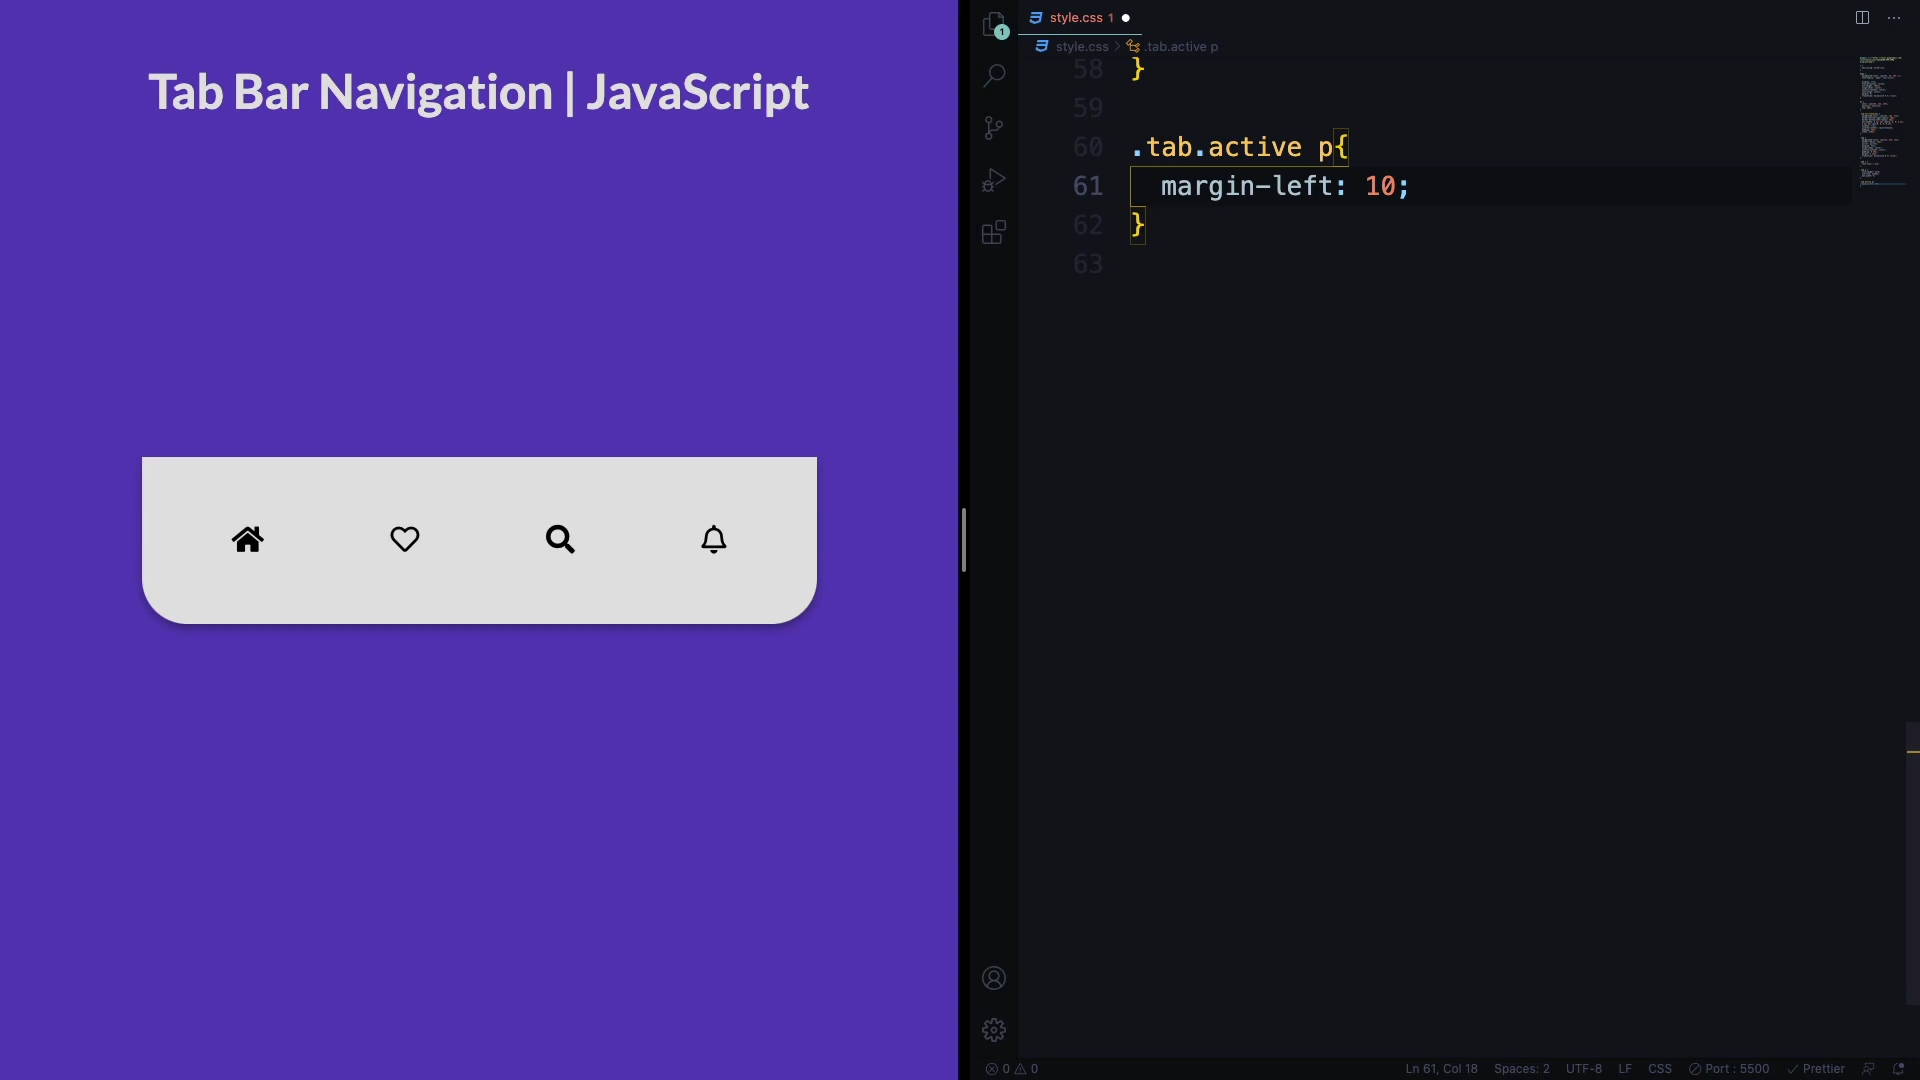 Tab Bar Navigation | JavaScript
1
style.css 1
style.css .tab.active p
58 }
59
60 .tab.active p{
61 margin-left: 10;
62 }
63
0 0
Ln 61, Col 18 Spaces: 2 UTF-8 LF CSS Port : 5500 Prettier